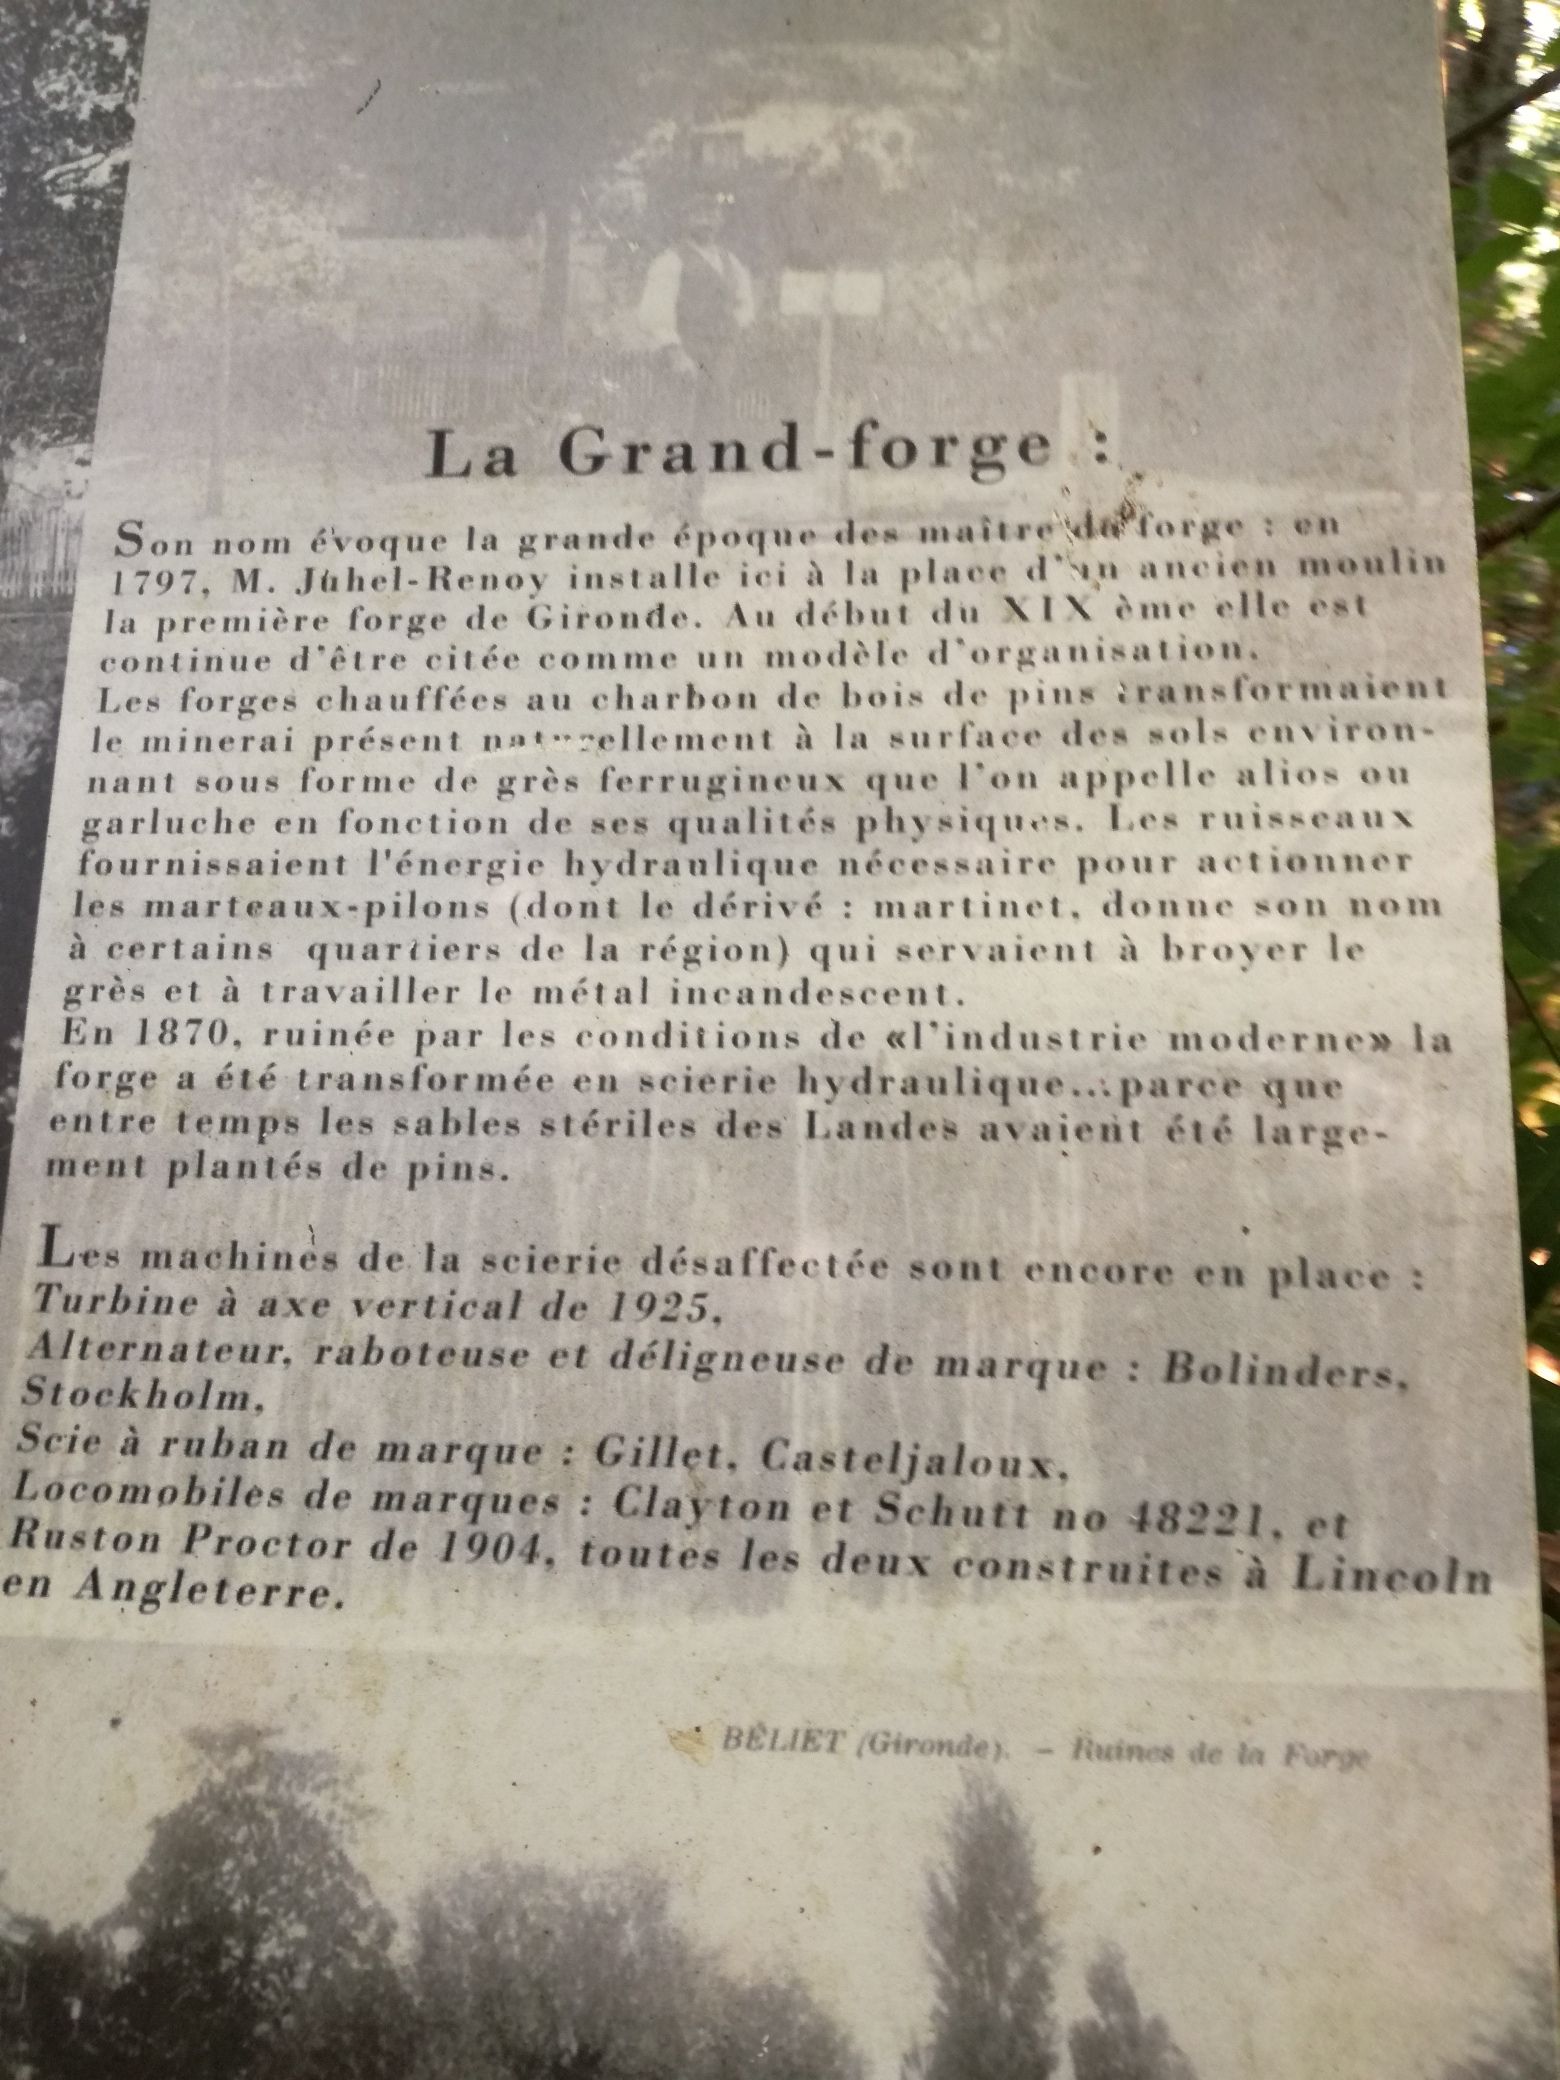 La Grand-forge :
Son nom évoque la grande époque des maître du forge : en
1797, M. Juhel-Renoy installe ici à la place d'un ancien moulin
la première forge de Gironde. Au début du XIX ème elle est
continue d'être citée comme un modèle d'organisation.
Les forges chauffées au charbon de bois de pins transformaient
le minerai présent naturellement à la surface des sols environ-
nant sous forme de grès ferrugineux que l'on appelle alios ou
garluche en fonction de ses qualités physiques. Les ruisseaux
fournissaient l'énergie hydraulique nécessaire pour actionner
les marteaux-pilons (dont le dérivé : martinet, donne son nom
à certains quartiers de la région) qui servaient à broyer le
grès et à travailler le métal incandescent.
En 1870, ruinée par les conditions de «l'industrie moderne» la
forge a été transformée en scierie hydraulique...parce que
entre temps les sables stériles des Landes avaient été large-
ment plantés de pins.
Les machines de la scierie désaffectée sont encore en place :
Turbine à axe vertical de 1925,
Alternateur, raboteuse et déligneuse de marque : Bolinders,
Stockholm,
Scie à ruban de marque : Gillet, Casteljaloux,
Locomobiles de marques : Clayton et Schutt no 48221, et
Ruston Proctor de 1904, toutes les deux construites à Lincoln
en Angleterre.
BÉLIET (Gironde). - Ruines de la Forge